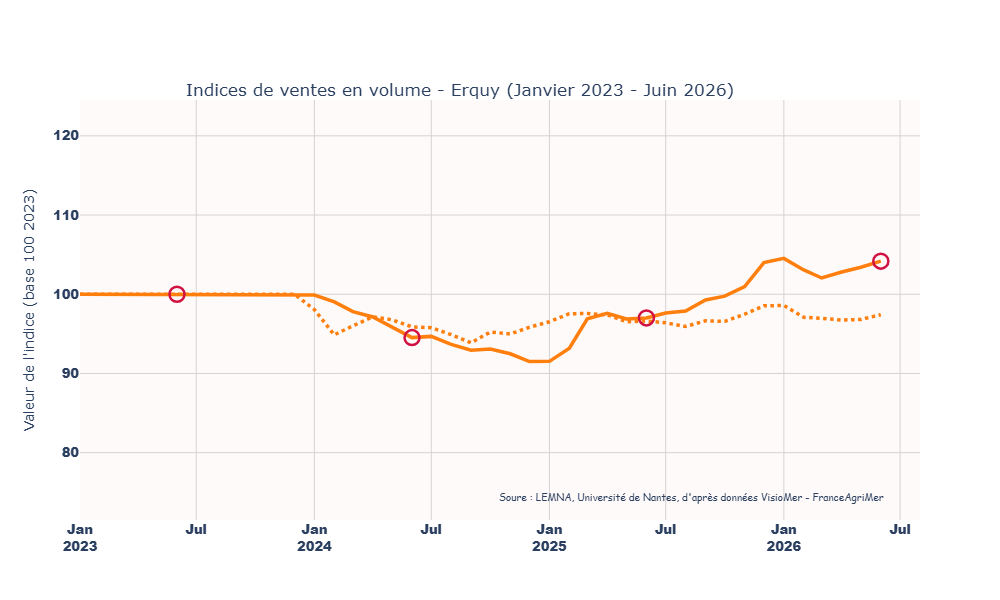 Indices de ventes en volume - Erquy (Janvier 2023 - Juin 2026)
Valeur de l'indice (base 100 2023)
120
110
100
90
80
Soure : LEMNA, Université de Nantes, d'après données VisioMer - FranceAgriMer
Jan Jul Jan Jul Jan Jul Jan Jul
2023 2024 2025 2026